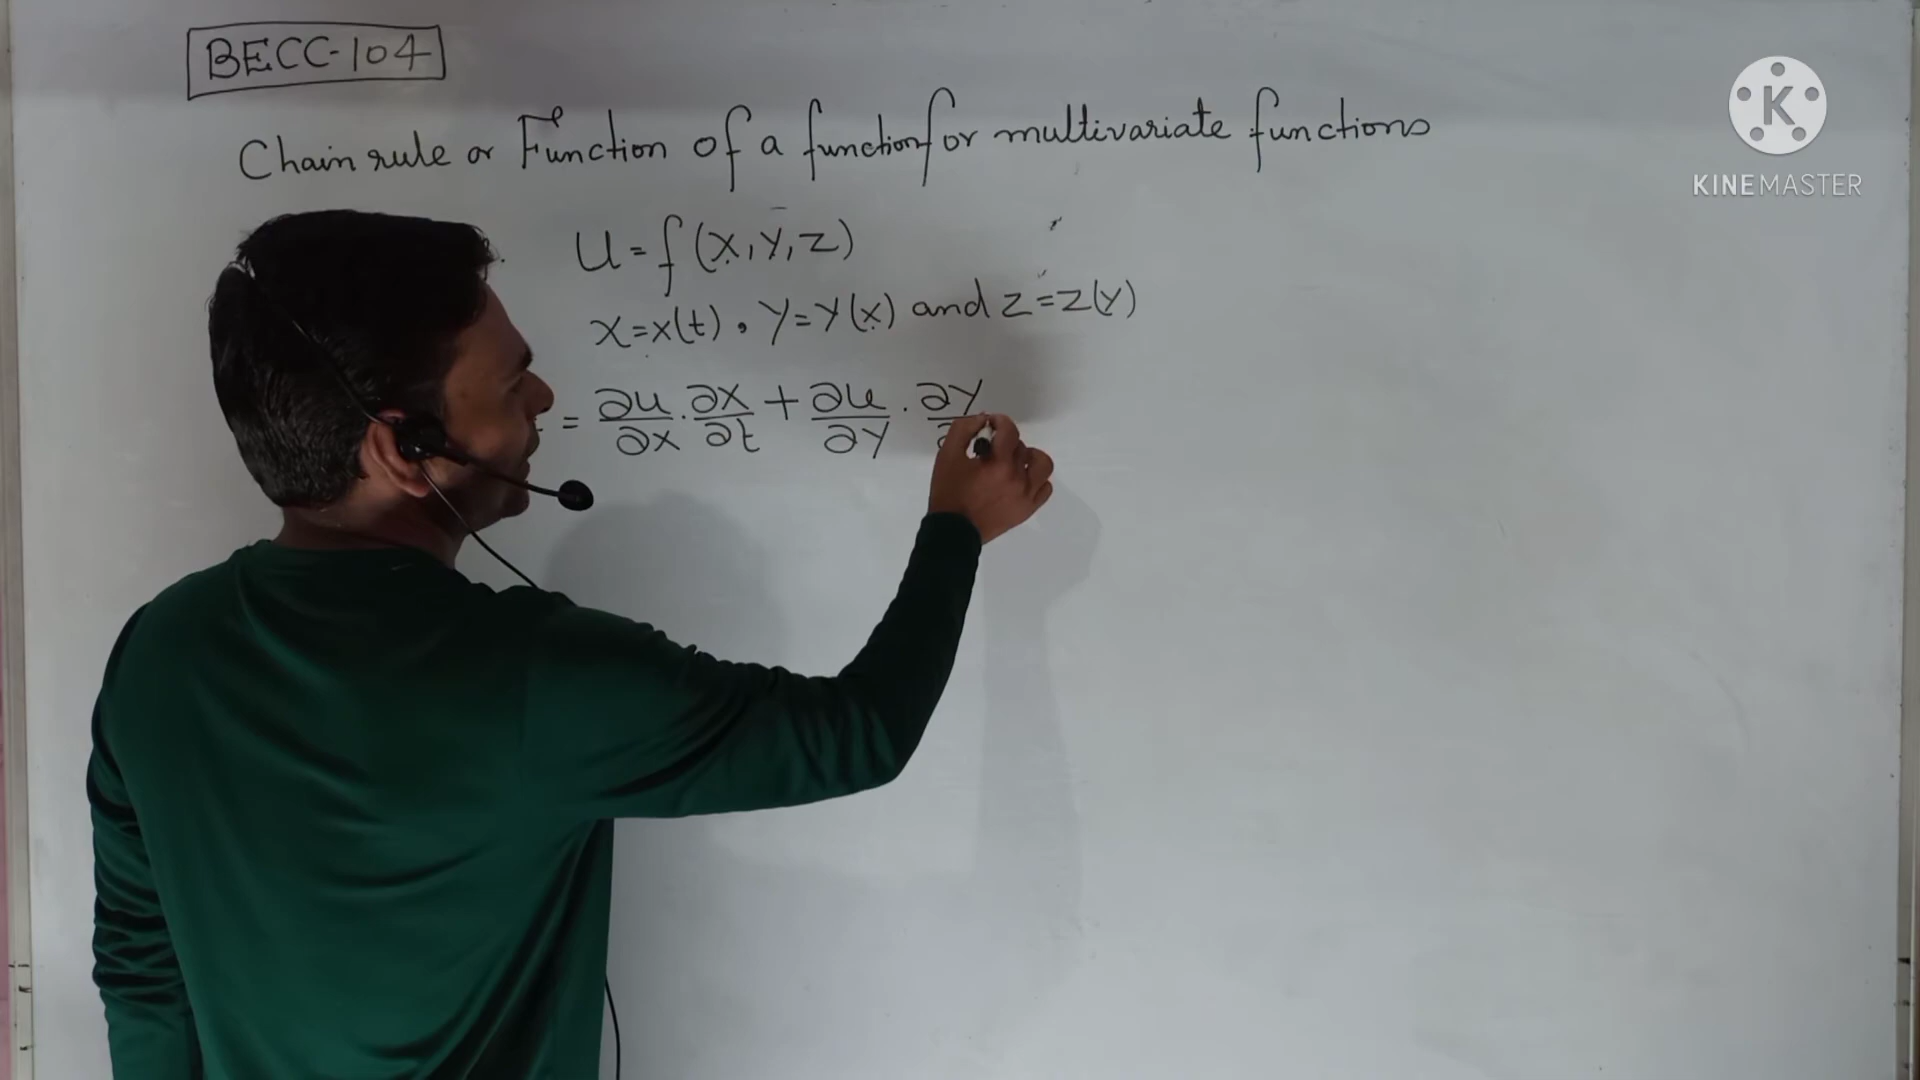 BECC-104
KINEMASTER
Chain rule or Function of a function for multivariate functions
U = f(x, y, z)
x = x(t), y = y(x) and z = z(y)
= ∂u/∂x · ∂x/∂t + ∂u/∂y · ∂y/∂